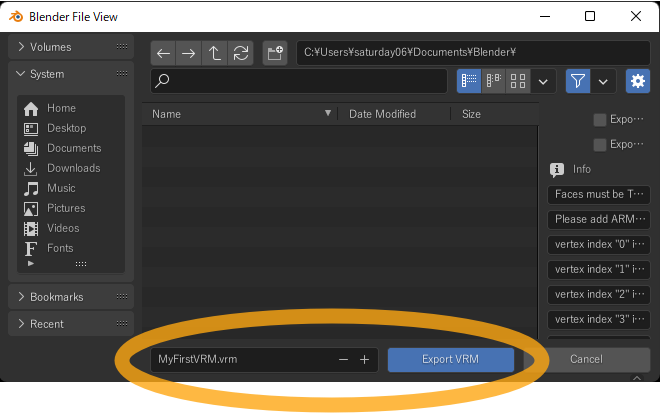 Blender File View
Volumes
System
Home
Desktop
Documents
Downloads
Music
Pictures
Videos
Fonts
Bookmarks
Recent
C:¥Users¥saturday06¥Documents¥Blender¥
Name Date Modified Size
Expo…
Expo…
Info
Faces must be T…
Please add ARM…
vertex index "0" i…
vertex index "1" i…
vertex index "2" i…
vertex index "3" i…
MyFirstVRM.vrm
Export VRM
Cancel